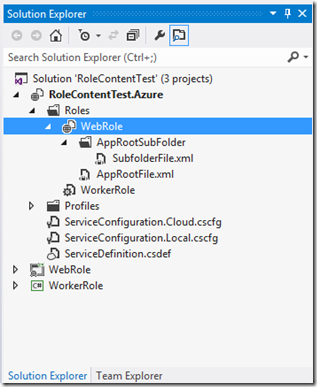 Solution Explorer
Search Solution Explorer (Ctrl+;)
Solution 'RoleContentTest' (3 projects)
RoleContentTest.Azure
Roles
WebRole
AppRootSubFolder
SubfolderFile.xml
AppRootFile.xml
WorkerRole
Profiles
ServiceConfiguration.Cloud.cscfg
ServiceConfiguration.Local.cscfg
ServiceDefinition.csdef
WebRole
C# WorkerRole
Solution Explorer Team Explorer